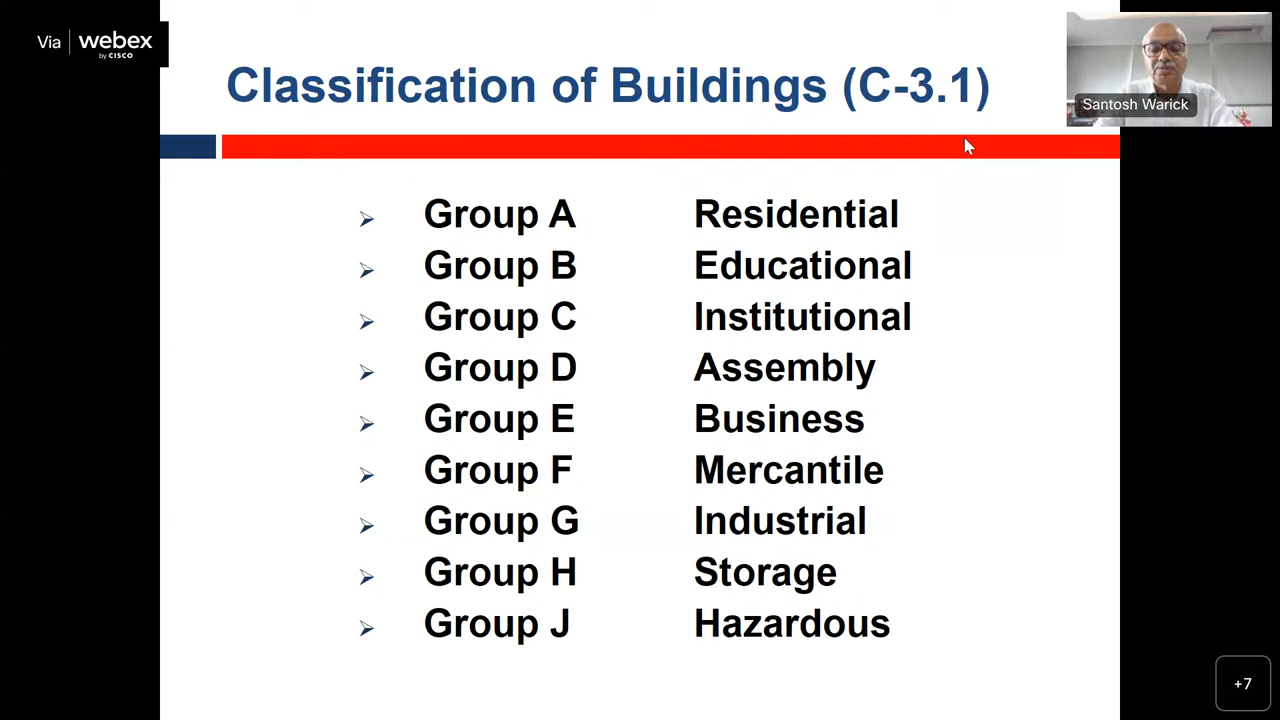 Via webex
by CISCO
Classification of Buildings (C-3.1)
Santosh Warick
Group A Residential
Group B Educational
Group C Institutional
Group D Assembly
Group E Business
Group F Mercantile
Group G Industrial
Group H Storage
Group J Hazardous
+7